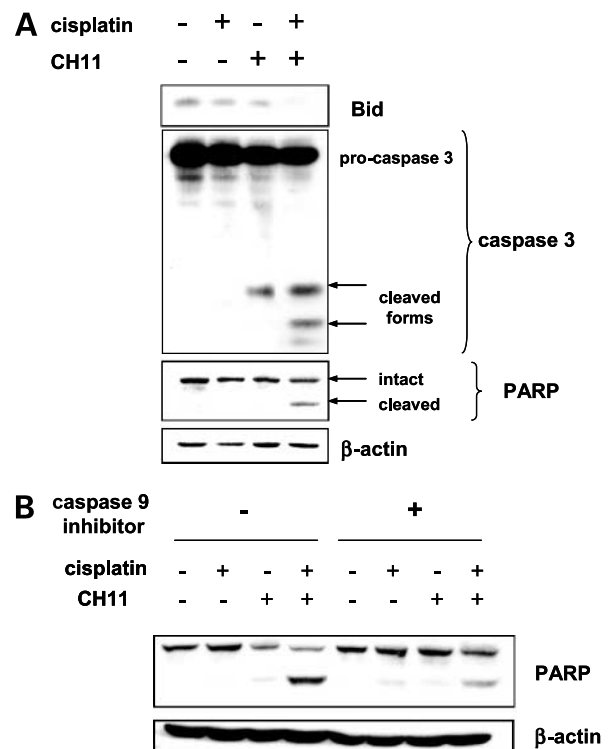 A
cisplatin - + - +
CH11 - - + +
Bid
pro-caspase 3
caspase 3
cleaved
forms
intact
cleaved
PARP
β-actin
B
caspase 9
inhibitor - +
cisplatin - + - + - + - +
CH11 - - + + - - + +
PARP
β-actin